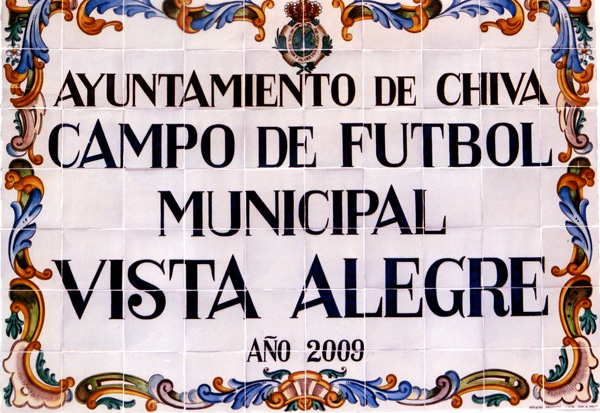 AYUNTAMIENTO DE CHIVA
CAMPO DE FUTBOL
MUNICIPAL
VISTA ALEGRE
AÑO 2009